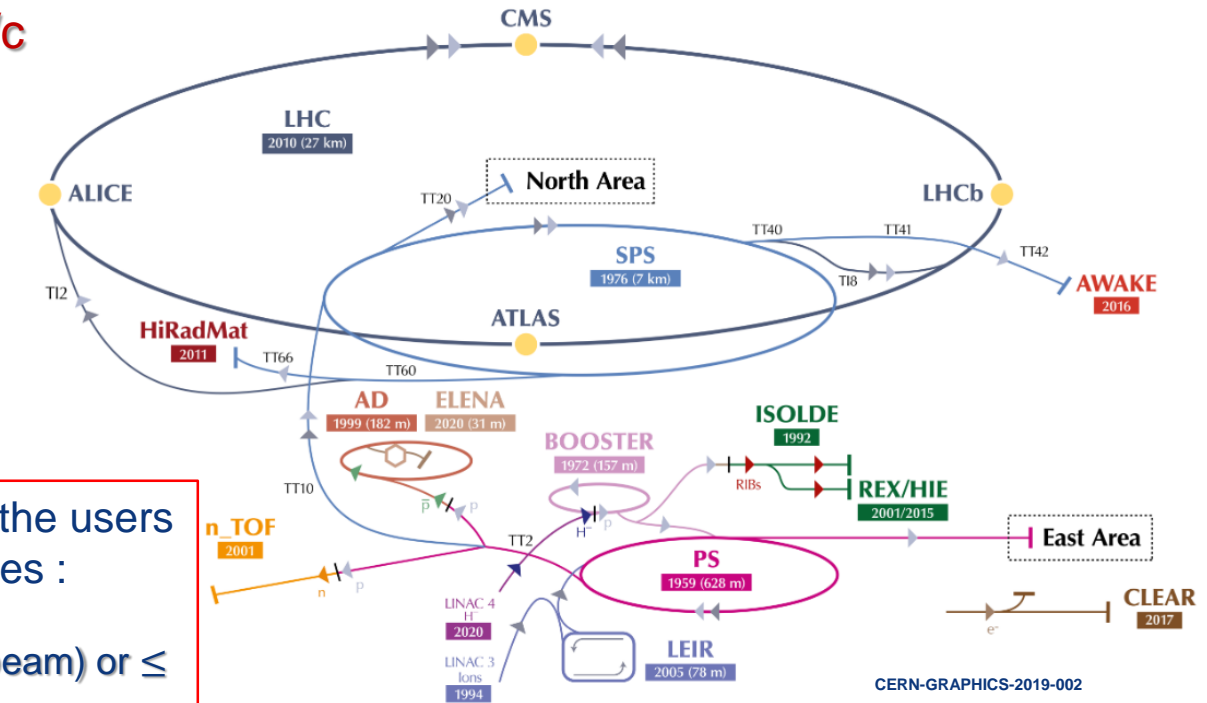 /c
CMS
LHC
2010 (27 km)
ALICE
North Area
TT20
LHCb
TT40
TT41
TT42
SPS
1976 (7 km)
TI8
AWAKE
2016
TI2
ATLAS
HiRadMat
2011
TT66
TT60
AD
1999 (182 m)
ELENA
2020 (31 m)
ISOLDE
1992
BOOSTER
1972 (157 m)
RIBs
REX/HIE
2001/2015
TT10
p̅
p
H⁻
p
the users
es :
n_TOF
2001
TT2
East Area
PS
1959 (628 m)
n
p
LINAC 4
H⁻
2020
CLEAR
2017
e⁻
LEIR
2005 (78 m)
LINAC 3
Ions
1994
eam) or ≤
CERN-GRAPHICS-2019-002